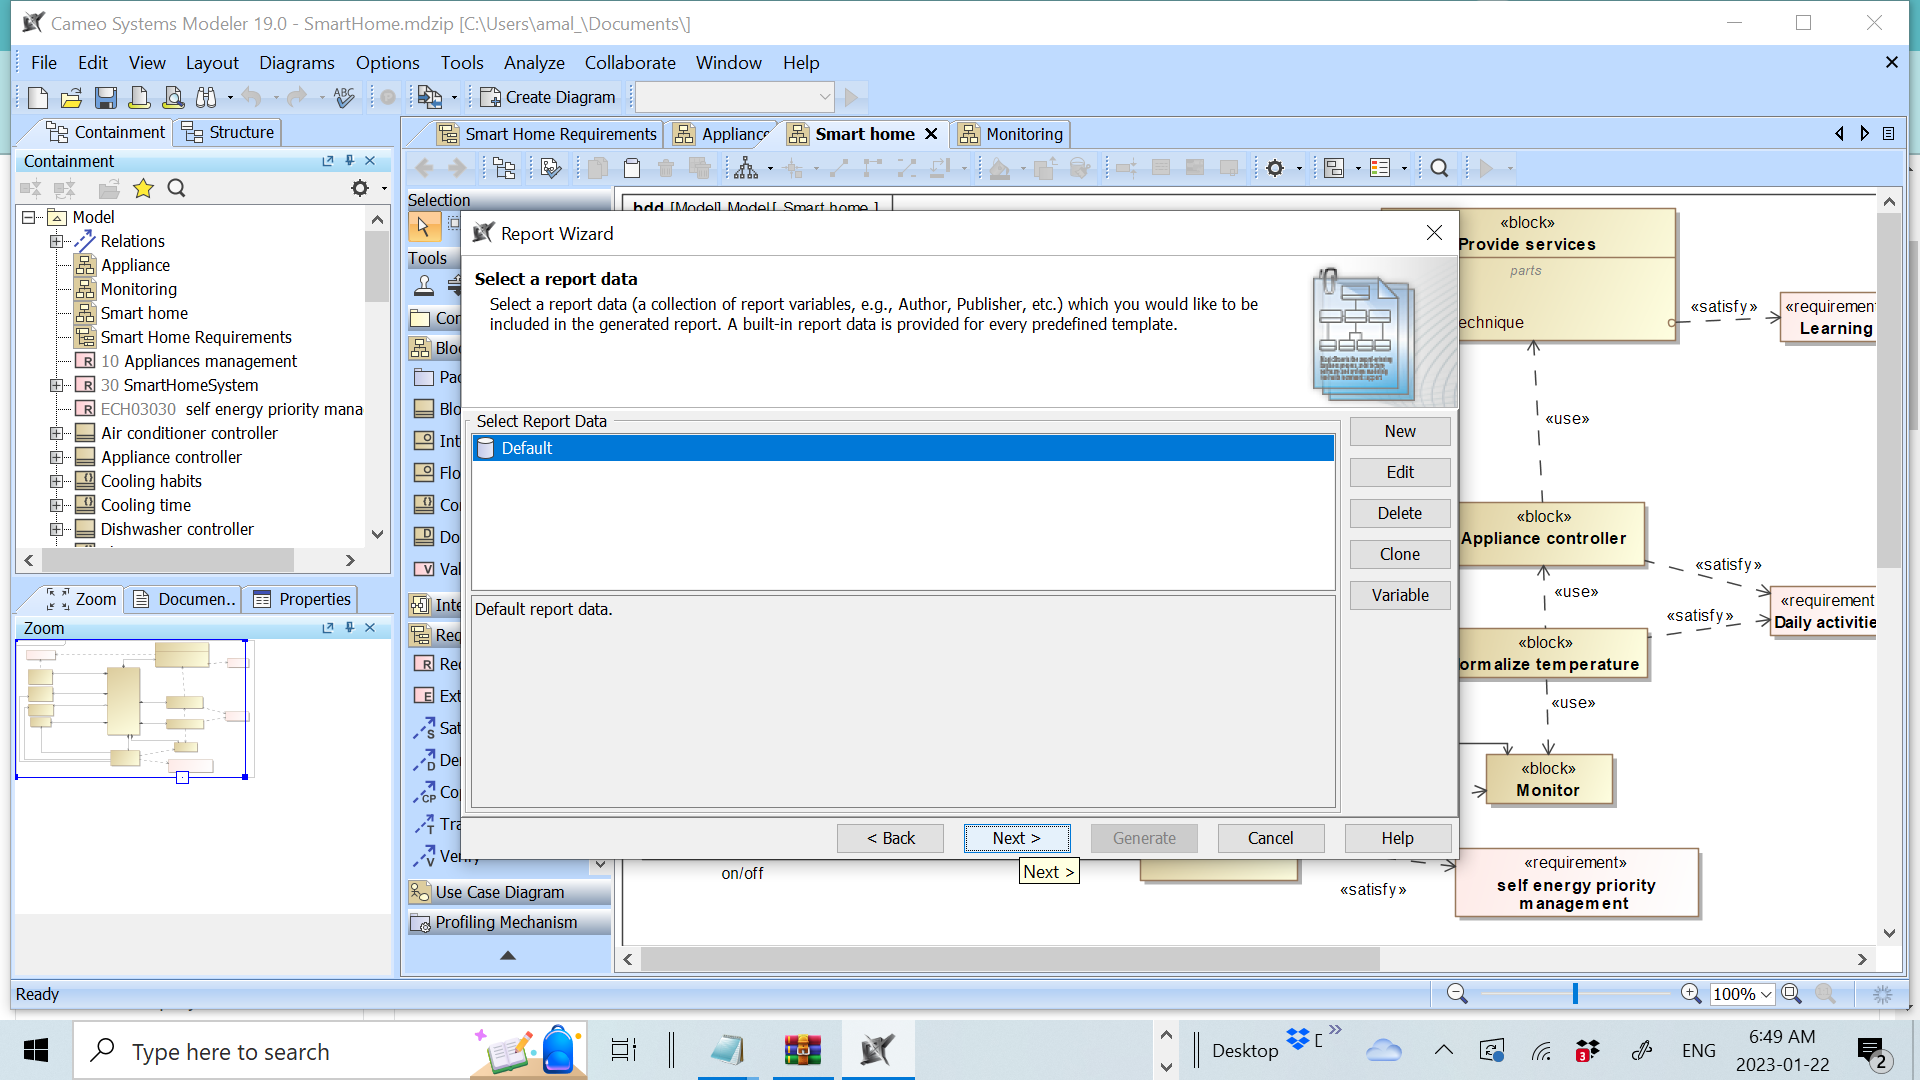 Cameo Systems Modeler 19.0 - SmartHome.mdzip [C:\Users\amal_\Documents\]
File Edit View Layout Diagrams Options Tools Analyze Collaborate Window Help
ABC
Create Diagram
Containment Structure
Smart Home Requirements Appliance Smart home Monitoring
Containment
Model
Relations
Appliance
Monitoring
Smart home
Smart Home Requirements
R 10 Appliances management
R 30 SmartHomeSystem
R ECH03030 self energy priority mana
Air conditioner controller
Appliance controller
Cooling habits
Cooling time
Dishwasher controller
Zoom Documen.. Properties
Zoom
Selection
Tools
Con
Bloc
Pac
Blo
Int
Flo
Co
Do
Val
Inte
Req
Rec
Ext
Sat
De
Cop
Tra
Verify
Use Case Diagram
Profiling Mechanism
bdd [Model] Model[ Smart home ]
Report Wizard
Select a report data
Select a report data (a collection of report variables, e.g., Author, Publisher, etc.) which you would like to be
included in the generated report. A built-in report data is provided for every predefined template.
Select Report Data
Default
New
Edit
Delete
Clone
Variable
Default report data.
< Back
Next >
Generate
Cancel
Help
Next >
«block»
Provide services
parts
echnique
«satisfy»
«requiremen
Learning
«use»
«block»
Appliance controller
«satisfy»
«use»
«requirement
Daily activitie
«satisfy»
«block»
ormalize temperature
«use»
«block»
Monitor
on/off
«satisfy»
«requirement»
self energy priority
management
Ready
100%
Type here to search
Desktop
ENG
6:49 AM
2023-01-22
3
2